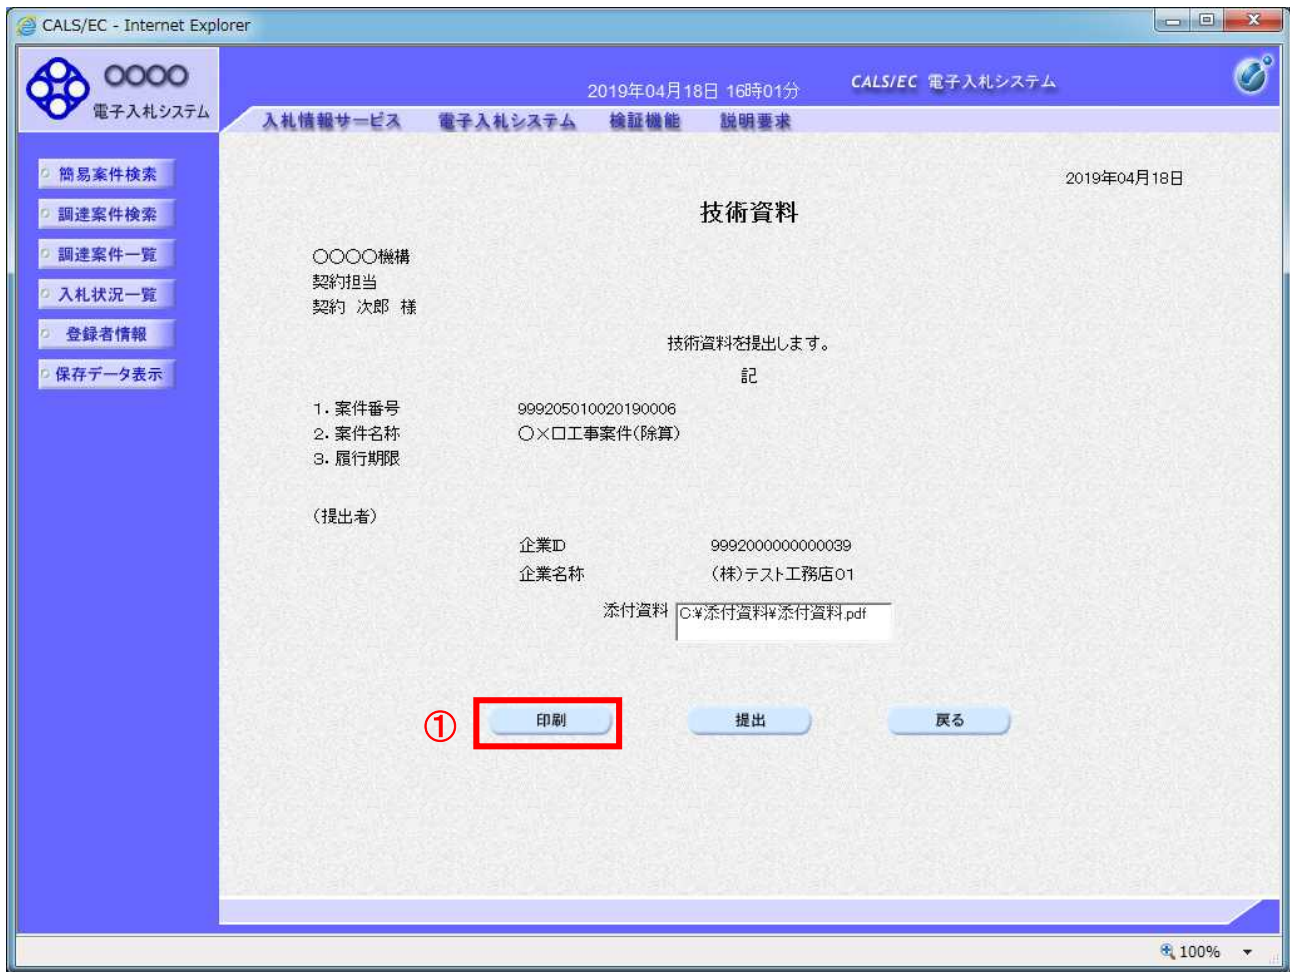 CALS/EC - Internet Explorer
〇〇〇〇
電子入札システム
2019年04月18日 16時01分
CALS/EC 電子入札システム
入札情報サービス 電子入札システム 検証機能 説明要求
簡易案件検索
調達案件検索
調達案件一覧
入札状況一覧
登録者情報
保存データ表示
2019年04月18日
技術資料
〇〇〇〇機構
契約担当
契約 次郎 様
技術資料を提出します。
記
1.案件番号 999205010020190006
2.案件名称 〇×口工事案件(除算)
3.履行期限
(提出者)
企業ID 9992000000000039
企業名称 (株)テスト工務店01
添付資料 C:¥添付資料¥添付資料.pdf
① 印刷 提出 戻る
100%